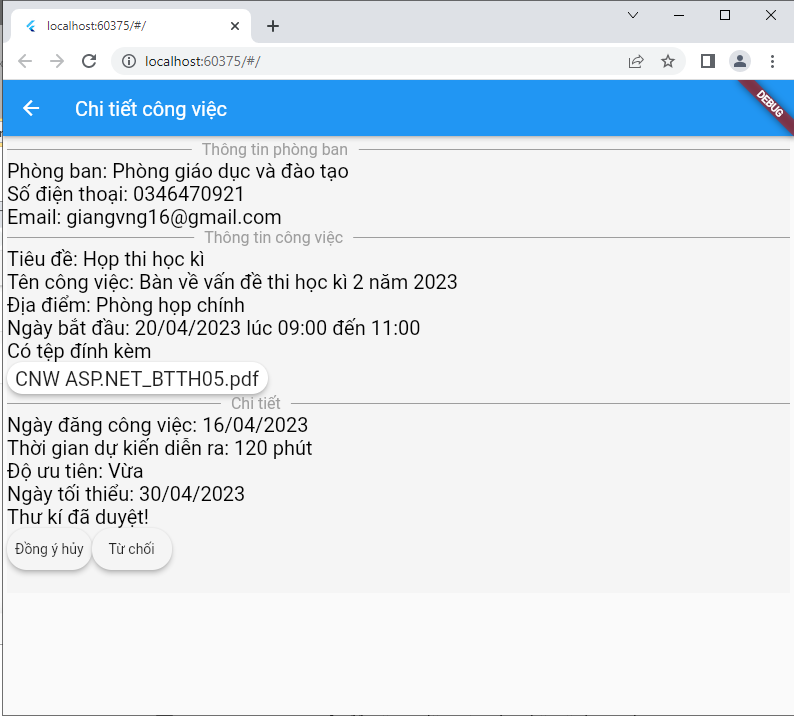 localhost:60375/#/
localhost:60375/#/
Chi tiết công việc
DEBUG
Thông tin phòng ban
Phòng ban: Phòng giáo dục và đào tạo
Số điện thoại: 0346470921
Email: giangvng16@gmail.com
Thông tin công việc
Tiêu đề: Họp thi học kì
Tên công việc: Bàn về vấn đề thi học kì 2 năm 2023
Địa điểm: Phòng họp chính
Ngày bắt đầu: 20/04/2023 lúc 09:00 đến 11:00
Có tệp đính kèm
CNW ASP.NET_BTTH05.pdf
Chi tiết
Ngày đăng công việc: 16/04/2023
Thời gian dự kiến diễn ra: 120 phút
Độ ưu tiên: Vừa
Ngày tối thiểu: 30/04/2023
Thư kí đã duyệt!
Đồng ý hủy Từ chối